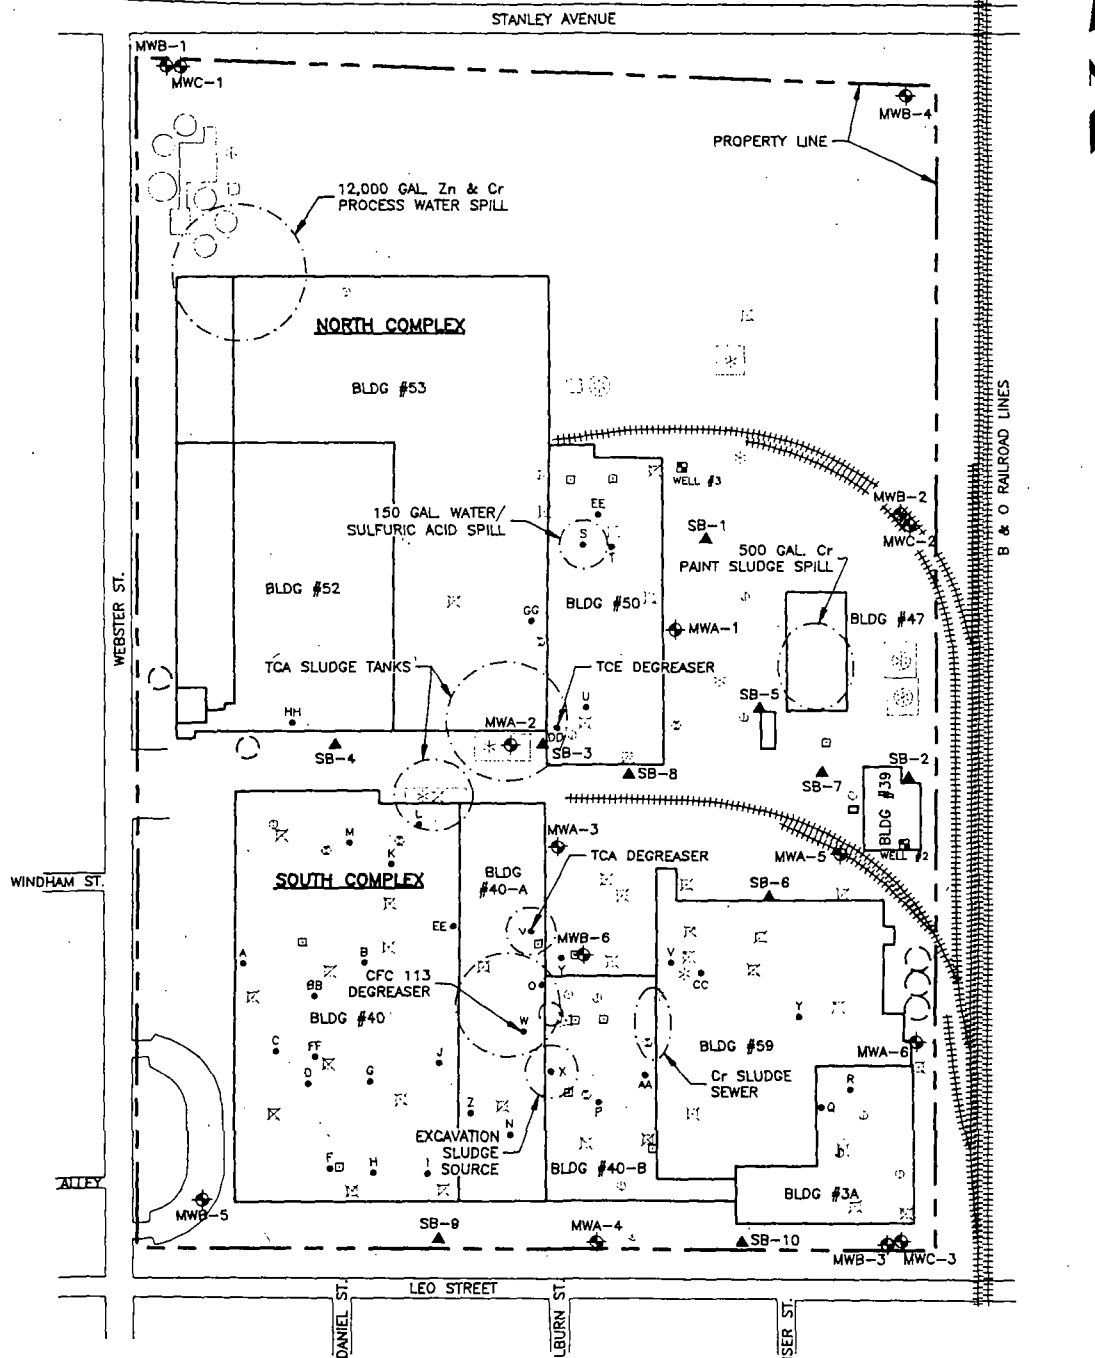 STANLEY AVENUE
MWB-1
MWC-1
MWB-4
PROPERTY LINE
12,000 GAL. Zn & Cr
PROCESS WATER SPILL
NORTH COMPLEX
BLDG #53
B & O RAILROAD LINES
WELL #3
MWB-2
MWC-2
150 GAL. WATER/
SULFURIC ACID SPILL
EE
S
T
SB-1
500 GAL. Cr
PAINT SLUDGE SPILL
WEBSTER ST.
BLDG #52
BLDG #50
GG
MWA-1
BLDG #47
TCA SLUDGE TANKS
TCE DEGREASER
U
SB-5
HH
MWA-2
DD
SB-4
SB-3
SB-8
SB-7
SB-2
BLDG #39
WELL #2
L
M
K
MWA-3
MWA-5
TCA DEGREASER
WINDHAM ST.
SOUTH COMPLEX
BLDG
#40-A
SB-6
EE
V
MWB-6
A
B
Y
V
CC
CFC 113
DEGREASER
BB
O
BLDG #40
W
Y
C
FF
BLDG #59
MWA-6
D
G
J
X
AA
Cr SLUDGE
SEWER
R
Q
Z
P
N
EXCAVATION
SLUDGE
SOURCE
BLDG #40-B
F
H
I
ALLEY
BLDG #3A
MWB-5
SB-9
MWA-4
SB-10
MWB-3
MWC-3
LEO STREET
DANIEL ST.
LBURN ST.
ISER ST.